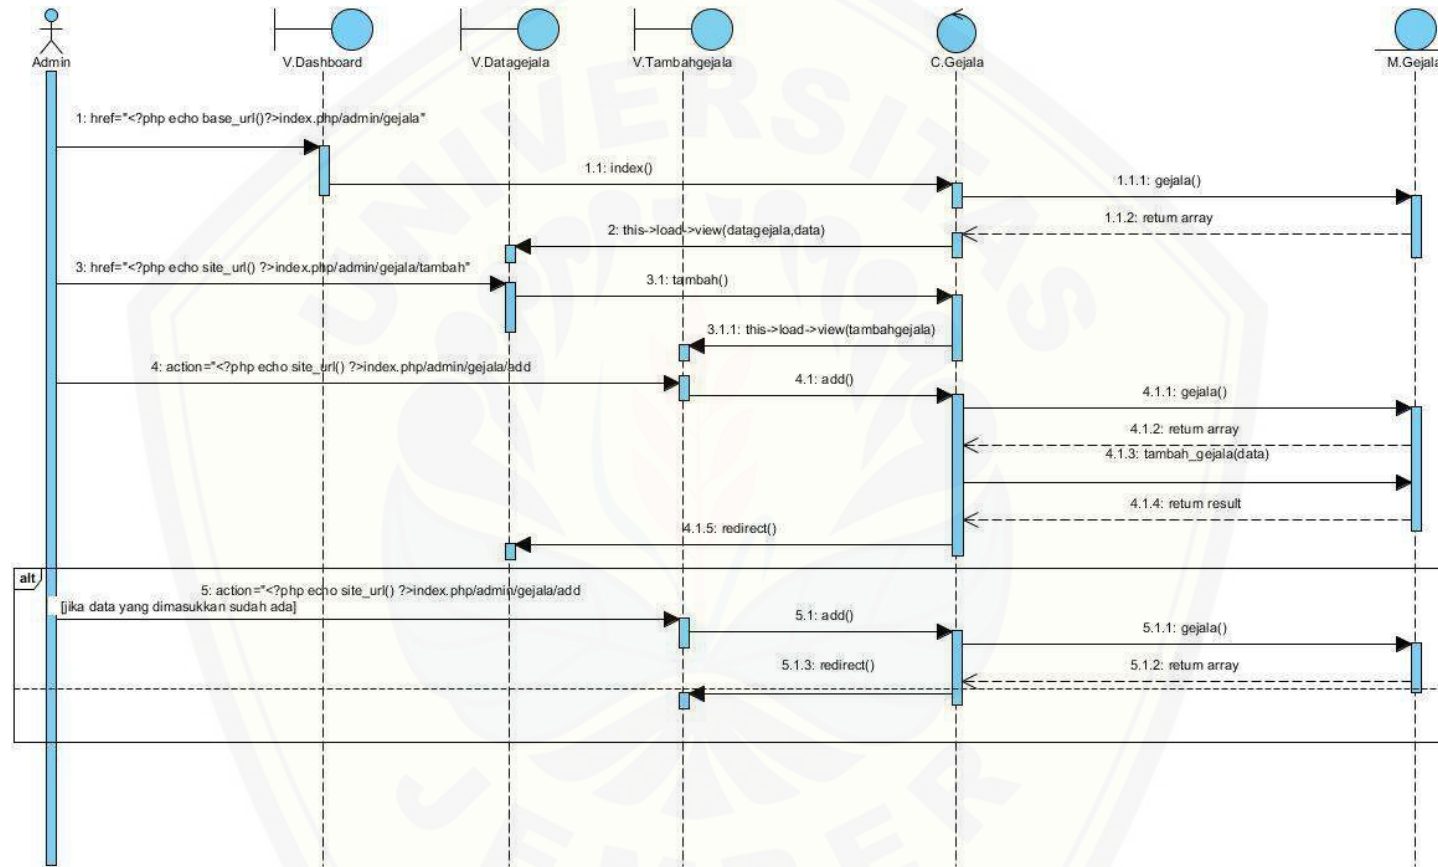 Admin
V.Dashboard
V.Datagejala
V.Tambahgejala
C.Gejala
M.Gejala
1: href="<?php echo base_url()?>index.php/admin/gejala"
1.1: index()
1.1.1: gejala()
1.1.2: return array
2: this->load->view(datagejala,data)
3: href="<?php echo site_url() ?>index.php/admin/gejala/tambah"
3.1: tambah()
3.1.1: this->load->view(tambahgejala)
4: action="<?php echo site_url() ?>index.php/admin/gejala/add
4.1: add()
4.1.1: gejala()
4.1.2: return array
4.1.3: tambah_gejala(data)
4.1.4: return result
4.1.5: redirect()
alt
5: action="<?php echo site_url() ?>index.php/admin/gejala/add
[jika data yang dimasukkan sudah ada]
5.1: add()
5.1.1: gejala()
5.1.3: redirect()
5.1.2: return array
UNIVERSITAS
JEMBER